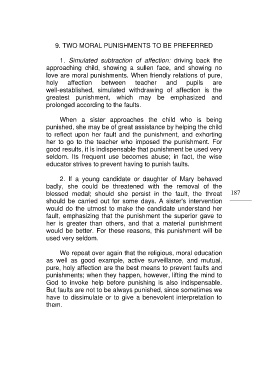 9. TWO MORAL PUNISHMENTS TO BE PREFERRED
1. Simulated subtraction of affection: driving back the
approaching child, showing a sullen face, and showing no
love are moral punishments. When friendly relations of pure,
holy affection between teacher and pupils are
well-established, simulated withdrawing of affection is the
greatest punishment, which may be emphasized and
prolonged according to the faults.
When a sister approaches the child who is being
punished, she may be of great assistance by helping the child
to reflect upon her fault and the punishment, and exhorting
her to go to the teacher who imposed the punishment. For
good results, it is indispensable that punishment be used very
seldom. Its frequent use becomes abuse; in fact, the wise
educator strives to prevent having to punish faults.
2. If a young candidate or daughter of Mary behaved
badly, she could be threatened with the removal of the
blessed medal; should she persist in the fault, the threat
should be carried out for some days. A sister's intervention
would do the utmost to make the candidate understand her
fault, emphasizing that the punishment the superior gave to
her is greater than others, and that a material punishment
would be better. For these reasons, this punishment will be
used very seldom.
We repeat over again that the religious, moral education
as well as good example, active surveillance, and mutual,
pure, holy affection are the best means to prevent faults and
punishments; when they happen, however, lifting the mind to
God to invoke help before punishing is also indispensable.
But faults are not to be always punished, since sometimes we
have to dissimulate or to give a benevolent interpretation to
them.
187